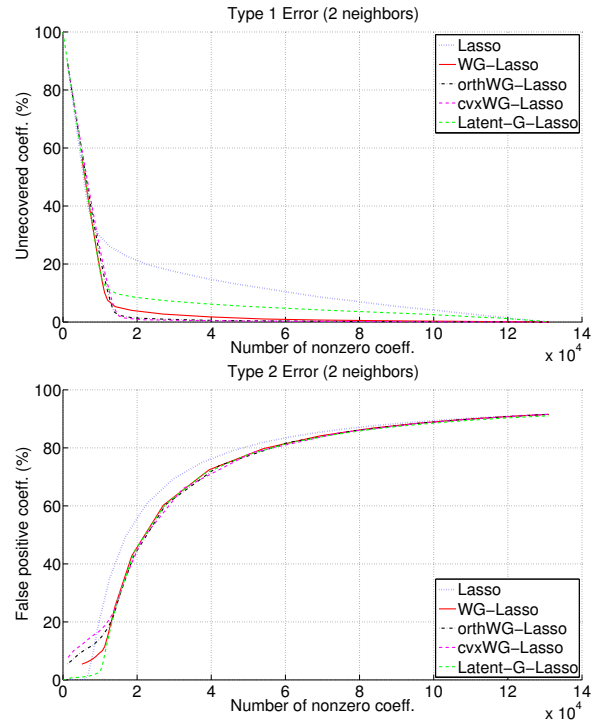 Type 1 Error (2 neighbors)
Unrecovered coeff. (%)
100
80
60
40
20
0
Lasso
WG-Lasso
orthWG-Lasso
cvxWG-Lasso
Latent-G-Lasso
0 2 4 6 8 10 12 14
Number of nonzero coeff.
x 10^4
Type 2 Error (2 neighbors)
False positive coeff. (%)
100
80
60
40
20
0
Lasso
WG-Lasso
orthWG-Lasso
cvxWG-Lasso
Latent-G-Lasso
0 2 4 6 8 10 12 14
Number of nonzero coeff.
x 10^4